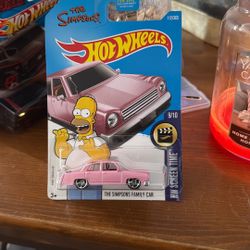 The Simpsons
HOT WHEELS
5/10
HW SCREEN TIME
THE SIMPSONS FAMILY CAR